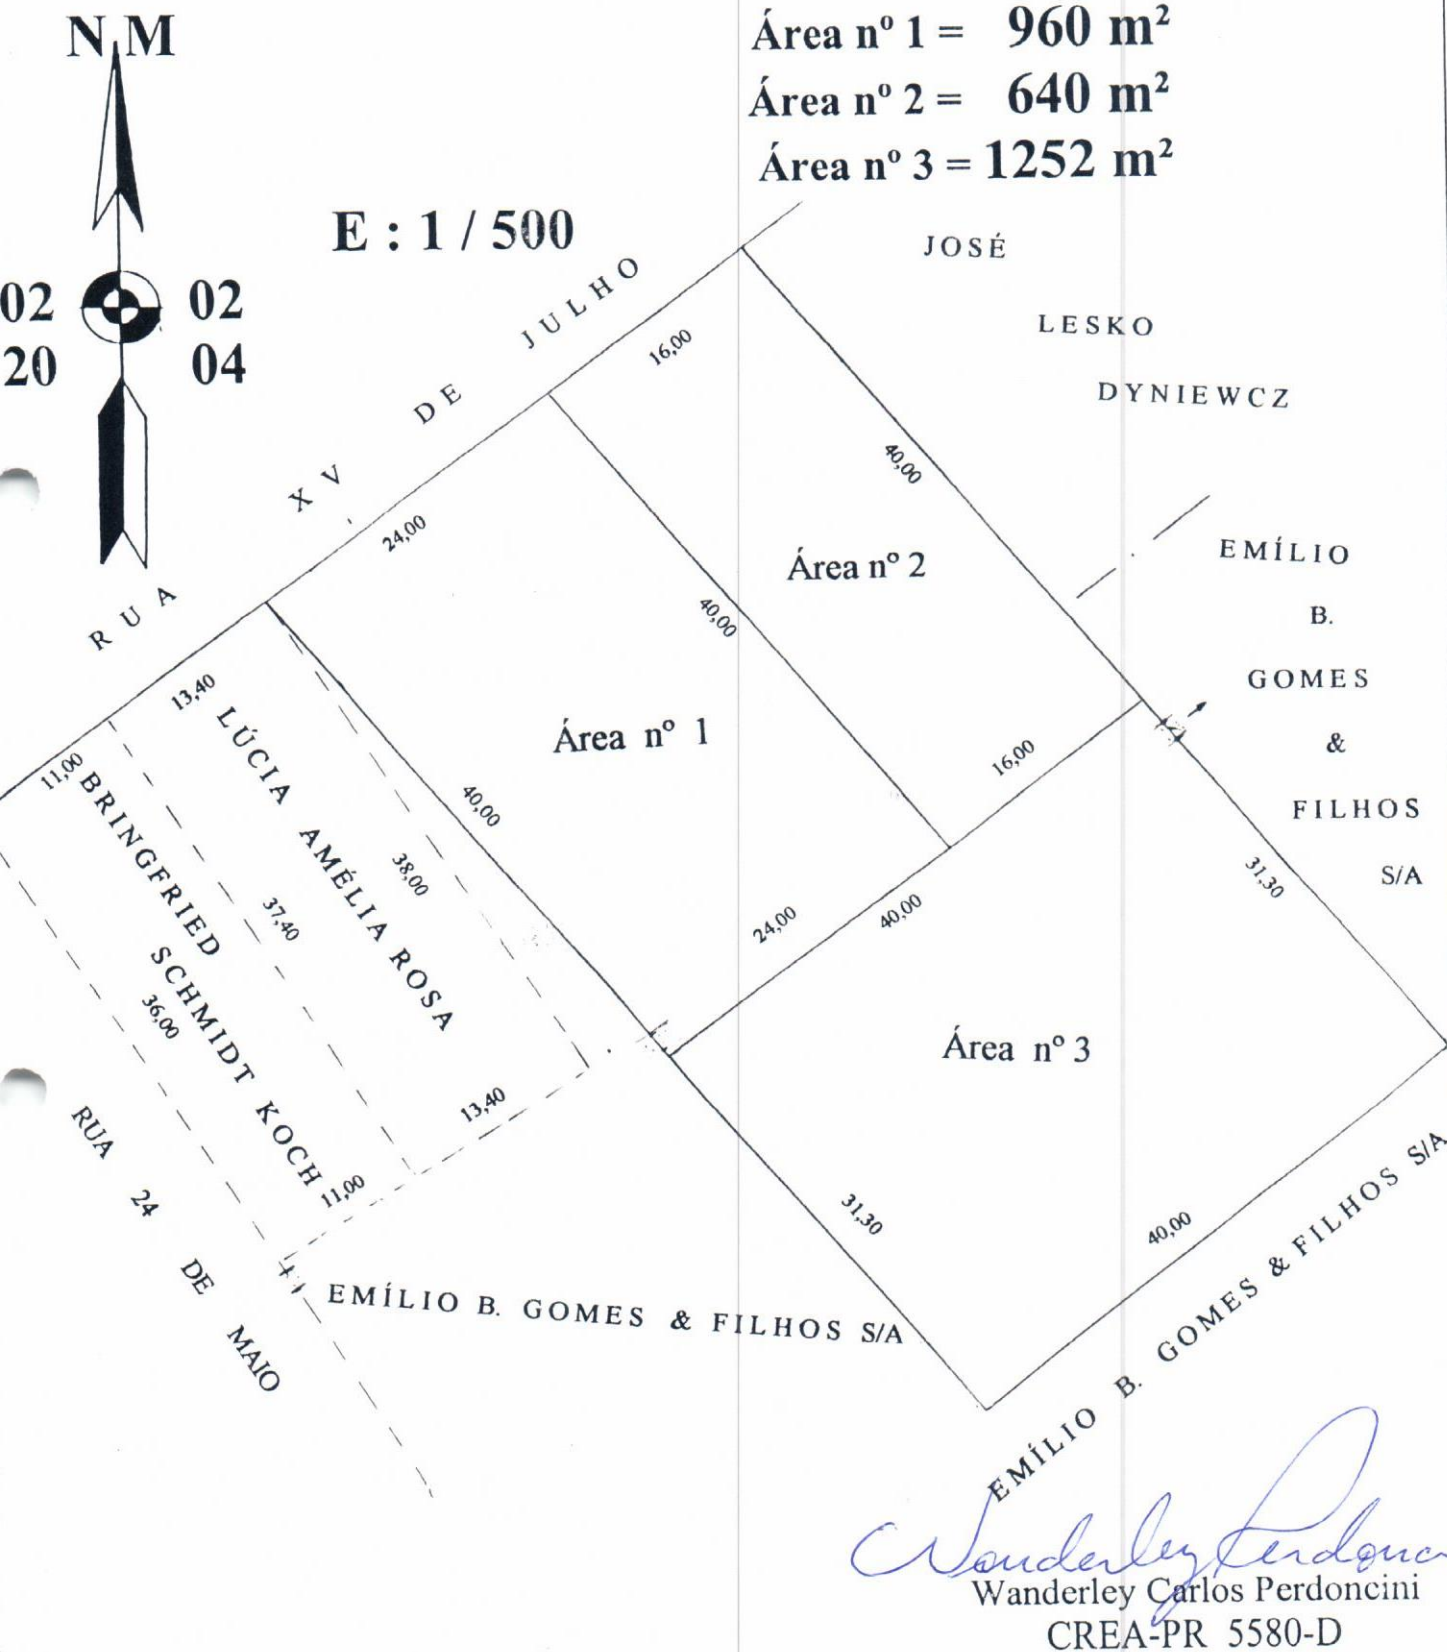 N M
Área nº 1 = 960 m²
Área nº 2 = 640 m²
Área nº 3 = 1252 m²
E : 1 / 500
02 02
20 04
RUA XV DE JULHO
JOSÉ
LESKO
DYNIEWCZ
16,00
40,00
24,00
Área nº 2
40,00
EMÍLIO
B.
GOMES
&
FILHOS
S/A
13,40
11,00
LÚCIA AMÉLIA ROSA
BRINGFRIED SCHMIDT KOCH
Área nº 1
40,00
16,00
38,00
37,40
36,00
24,00
40,00
31,30
Área nº 3
13,40
11,00
RUA 24 DE MAIO
31,30
40,00
EMÍLIO B. GOMES & FILHOS S/A
EMÍLIO B. GOMES & FILHOS S/A
Wanderley Perdonc
Wanderley Carlos Perdoncini
CREA-PR 5580-D